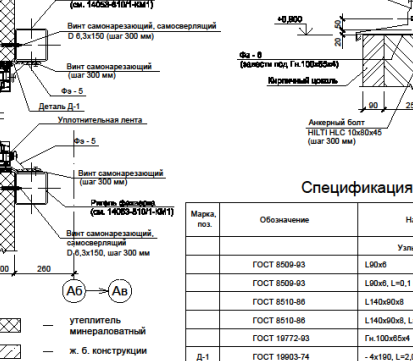 (см. 14053-810/1-КМ1)
Винт самонарезающий, самосверлящий
D 6,3х150 (шаг 300 мм)
Винт самонарезающий
(шаг 300 мм)
Фэ - 5
Деталь Д-1
Уплотнительная лента
Фэ - 5
Винт самонарезающий
(шаг 300 мм)
Ригель фахверка
(см. 14053-810/1-КМ1)
Винт самонарезающий,
самосверлящий
D-6,3х150, шаг 300 мм
260
Аб
Ав
утеплитель
минераловатный
ж. б. конструкции
+0,800
50
20
Фэ - 6
(завести под Гн.100х65х4)
Кирпичный цоколь
90
Анкерный болт
HILTI HLC 10х80х45
(шаг 300 мм)
Спецификация
Марка, поз.
Обозначение
ГОСТ 8509-93 L90х6
ГОСТ 8509-93 L90х6, L=0,1
ГОСТ 8510-86 L140х90х8
ГОСТ 8510-86 L140х90х8, L
ГОСТ 19772-93 Гн.100х65х4
Д-1 ГОСТ 19903-74 - 4х190, L=2,0